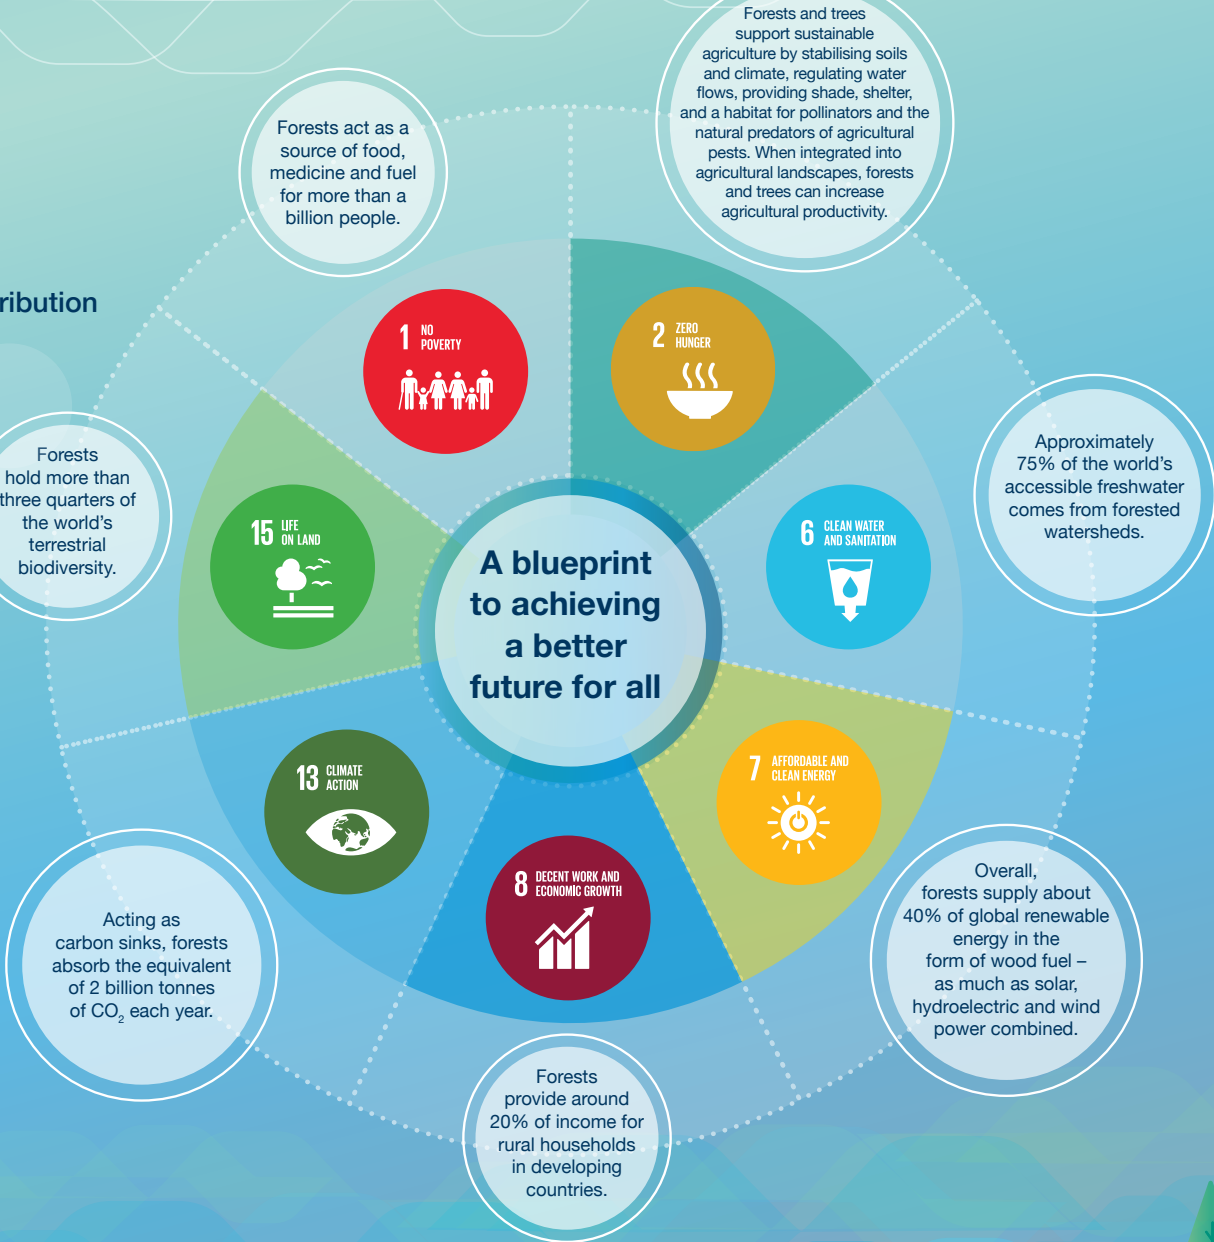 Forests and trees
support sustainable
agriculture by stabilising soils
and climate, regulating water
flows, providing shade, shelter,
and a habitat for pollinators and the
natural predators of agricultural
pests. When integrated into
agricultural landscapes, forests
and trees can increase
agricultural productivity.
Forests act as a
source of food,
medicine and fuel
for more than a
billion people.
ribution
1 NO
POVERTY
2 ZERO
HUNGER
Forests
hold more than
three quarters of
the world’s
terrestrial
biodiversity.
Approximately
75% of the world’s
accessible freshwater
comes from forested
watersheds.
15 LIFE
ON LAND
6 CLEAN WATER
AND SANITATION
A blueprint
to achieving
a better
future for all
13 CLIMATE
ACTION
7 AFFORDABLE AND
CLEAN ENERGY
8 DECENT WORK AND
ECONOMIC GROWTH
Acting as
carbon sinks, forests
absorb the equivalent
of 2 billion tonnes
of CO₂ each year.
Overall,
forests supply about
40% of global renewable
energy in the
form of wood fuel –
as much as solar,
hydroelectric and wind
power combined.
Forests
provide around
20% of income for
rural households
in developing
countries.